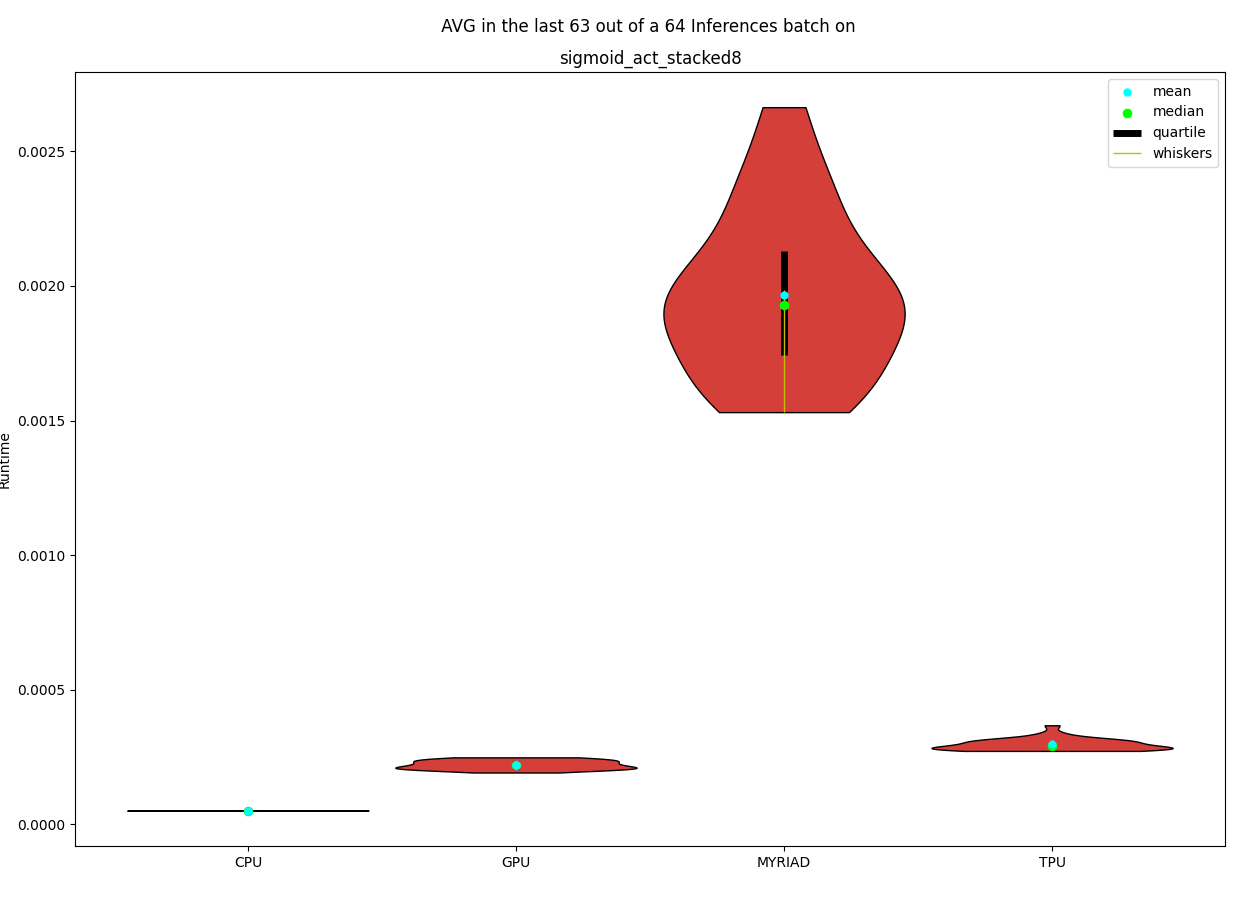 AVG in the last 63 out of a 64 Inferences batch on
sigmoid_act_stacked8
mean
median
quartile
whiskers
0.0025
0.0020
0.0015
0.0010
0.0005
0.0000
Runtime
CPU GPU MYRIAD TPU